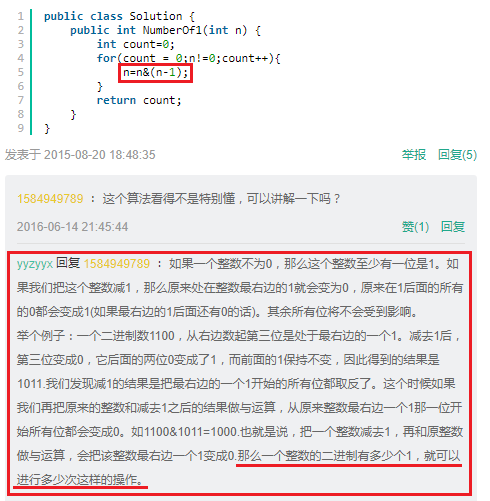 1 public class Solution {
2 public int NumberOf1(int n) {
3 int count=0;
4 for(count = 0;n!=0;count++){
5 n=n&(n-1);
6 }
7 return count;
8 }
9 }
发表于 2015-08-20 18:48:35 举报 回复(5)
1584949789 ： 这个算法看得不是特别懂，可以讲解一下吗？
2016-06-14 21:45:44 赞(1) 回复
yyzyyx 回复 1584949789 ： 如果一个整数不为0，那么这个整数至少有一位是1。如
果我们把这个整数减1，那么原来处在整数最右边的1就会变为0，原来在1后面的所有
的0都会变成1(如果最右边的1后面还有0的话)。其余所有位将不会受到影响。
举个例子：一个二进制数1100，从右边数起第三位是处于最右边的一个1。减去1后，
第三位变成0，它后面的两位0变成了1，而前面的1保持不变，因此得到的结果是
1011.我们发现减1的结果是把最右边的一个1开始的所有位都取反了。这个时候如果
我们再把原来的整数和减去1之后的结果做与运算，从原来整数最右边一个1那一位开
始所有位都会变成0。如1100&1011=1000.也就是说，把一个整数减去1，再和原整数
做与运算，会把该整数最右边一个1变成0.那么一个整数的二进制有多少个1，就可以
进行多少次这样的操作。